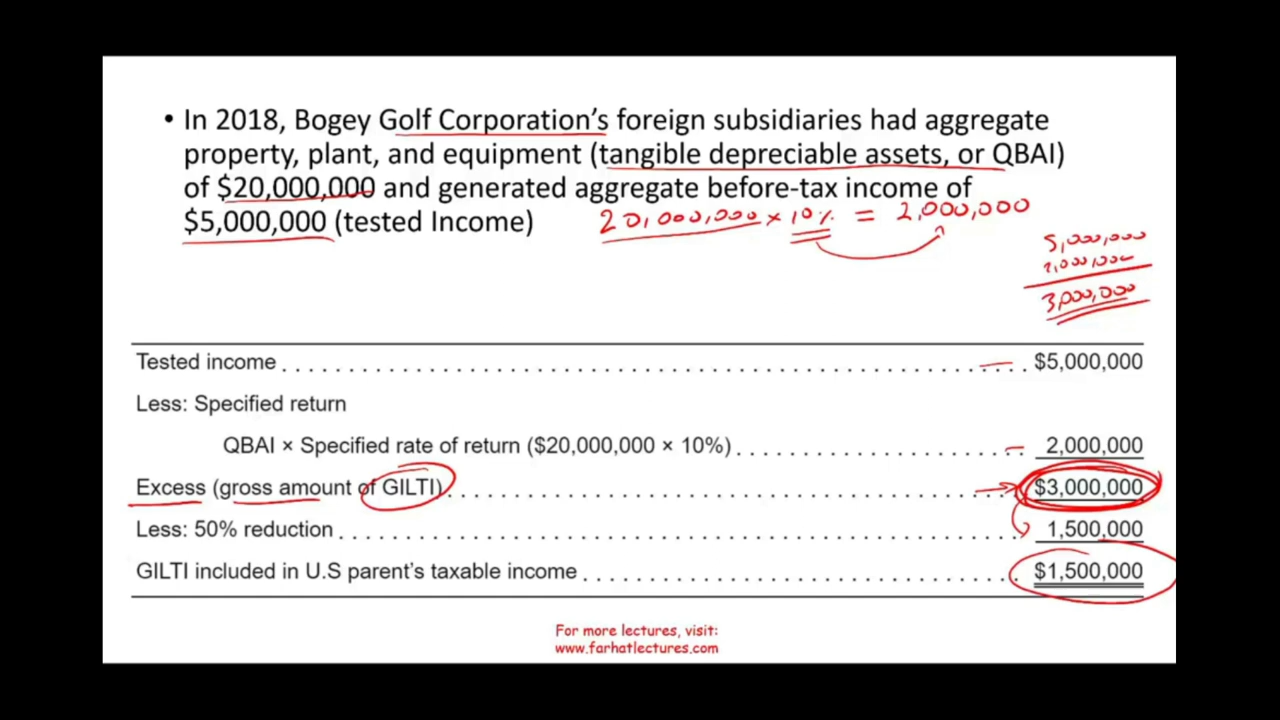 • In 2018, Bogey Golf Corporation's foreign subsidiaries had aggregate
property, plant, and equipment (tangible depreciable assets, or QBAI)
of $20,000,000 and generated aggregate before-tax income of
$5,000,000 (tested Income)
20,000,000 × 10% = 2,000,000
5,000,000
2,000,000
3,000,000
Tested income . . . . . . . . . . . . . . . . . . . . $5,000,000
Less: Specified return
QBAI × Specified rate of return ($20,000,000 × 10%) . . . . . . . . . . 2,000,000
Excess (gross amount of GILTI) . . . . . . . . . . . . . . . $3,000,000
Less: 50% reduction . . . . . . . . . . . . . . . . . . 1,500,000
GILTI included in U.S parent's taxable income . . . . . . . . . . . . $1,500,000
For more lectures, visit:
www.farhatlectures.com